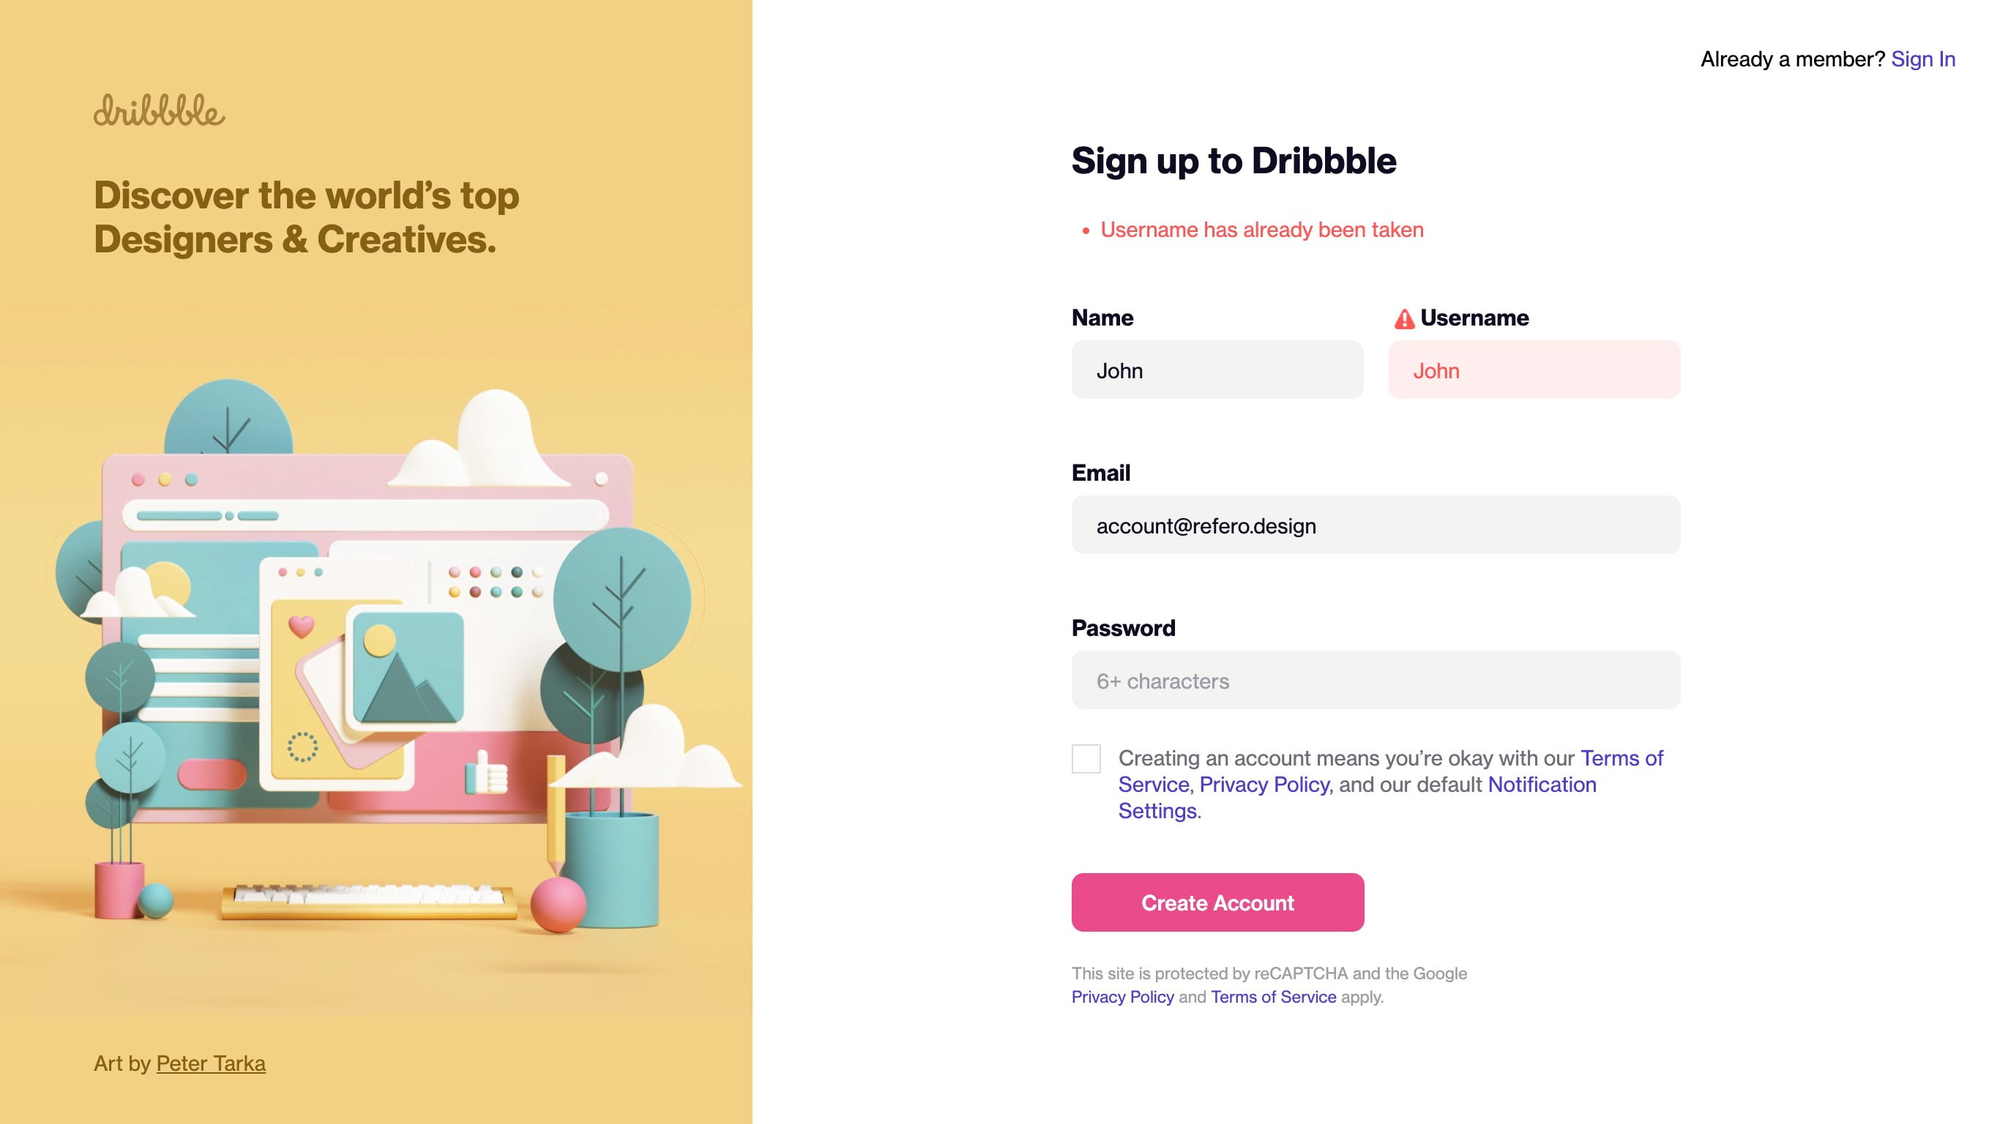 dribbble
Discover the world's top
Designers & Creatives.
Art by Peter Tarka
Already a member? Sign In
Sign up to Dribbble
• Username has already been taken
Name
Username
John
John
Email
account@refero.design
Password
6+ characters
Creating an account means you're okay with our Terms of
Service, Privacy Policy, and our default Notification
Settings.
Create Account
This site is protected by reCAPTCHA and the Google
Privacy Policy and Terms of Service apply.